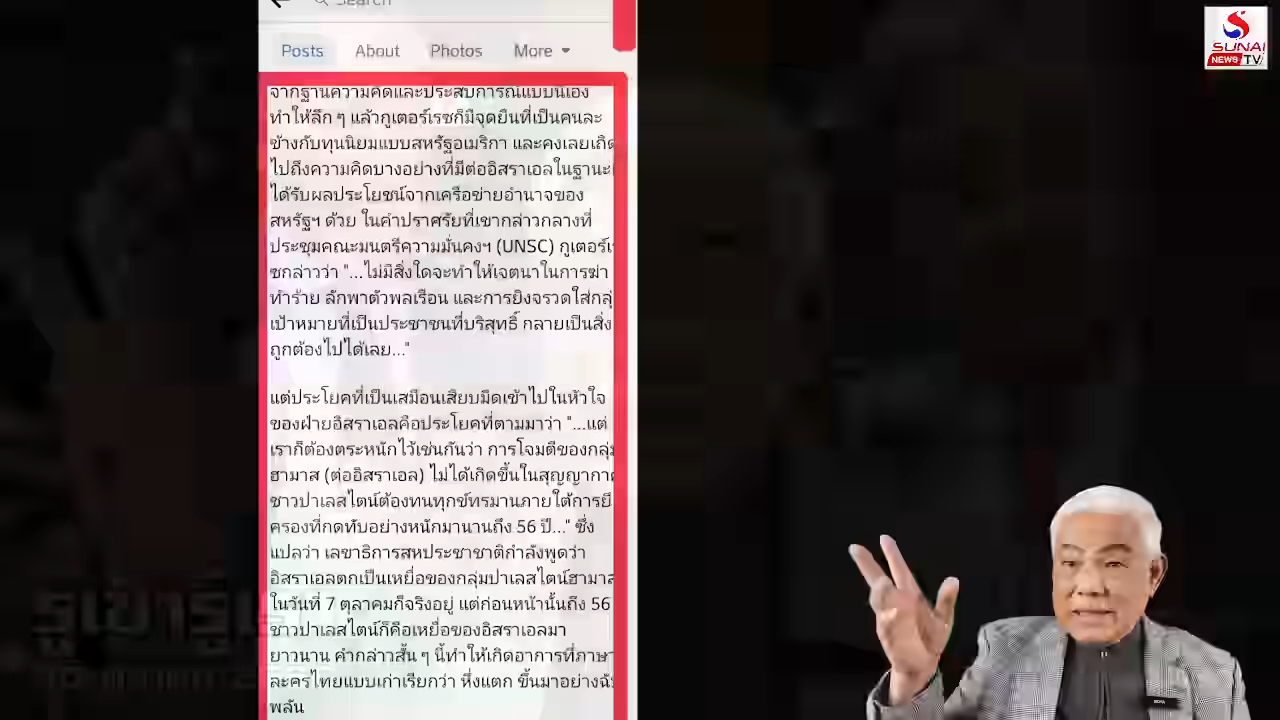 Search
Posts About Photos More
SUNAI
NEWS TV
จากฐานความคิดและประสบการณ์แบบนี้เอง
ทำให้ลึก ๆ แล้วกูเตอร์เรซก็มีจุดยืนที่เป็นคนละ
ข้างกับทุนนิยมแบบสหรัฐอเมริกา และคงเลยเถิด
ไปถึงความคิดบางอย่างที่มีต่ออิสราเอลในฐานะ
ได้รับผลประโยชน์จากเครือข่ายอำนาจของ
สหรัฐฯ ด้วย ในคำปราศรัยที่เขากล่าวกลางที่
ประชุมคณะมนตรีความมั่นคงฯ (UNSC) กูเตอร์เ
ซกล่าวว่า "...ไม่มีสิ่งใดจะทำให้เจตนาในการฆ่า
ทำร้าย ลักพาตัวพลเรือน และการยิงจรวดใส่กลุ่
เป้าหมายที่เป็นประชาชนที่บริสุทธิ์ กลายเป็นสิ่ง
ถูกต้องไปได้เลย..."
แต่ประโยคที่เป็นเสมือนเสียบมีดเข้าไปในหัวใจ
ของฝ่ายอิสราเอลคือประโยคที่ตามมาว่า "...แต่
เราก็ต้องตระหนักไว้เช่นกันว่า การโจมตีของกลุ่
ฮามาส (ต่ออิสราเอล) ไม่ได้เกิดขึ้นในสุญญากา
ชาวปาเลสไตน์ต้องทนทุกข์ทรมานภายใต้การยึ
ครองที่กดทับอย่างหนักมานานถึง 56 ปี..." ซึ่ง
แปลว่า เลขาธิการสหประชาชาติกำลังพูดว่า
อิสราเอลตกเป็นเหยื่อของกลุ่มปาเลสไตน์ฮามาส
ในวันที่ 7 ตุลาคมก็จริงอยู่ แต่ก่อนหน้านั้นถึง 56
ชาวปาเลสไตน์ก็คือเหยื่อของอิสราเอลมา
ยาวนาน คำกล่าวสั้น ๆ นี้ทำให้เกิดอาการที่ภาษา
ละครไทยแบบเก่าเรียกว่า หึ่งแตก ขึ้นมาอย่างฉั
พลัน